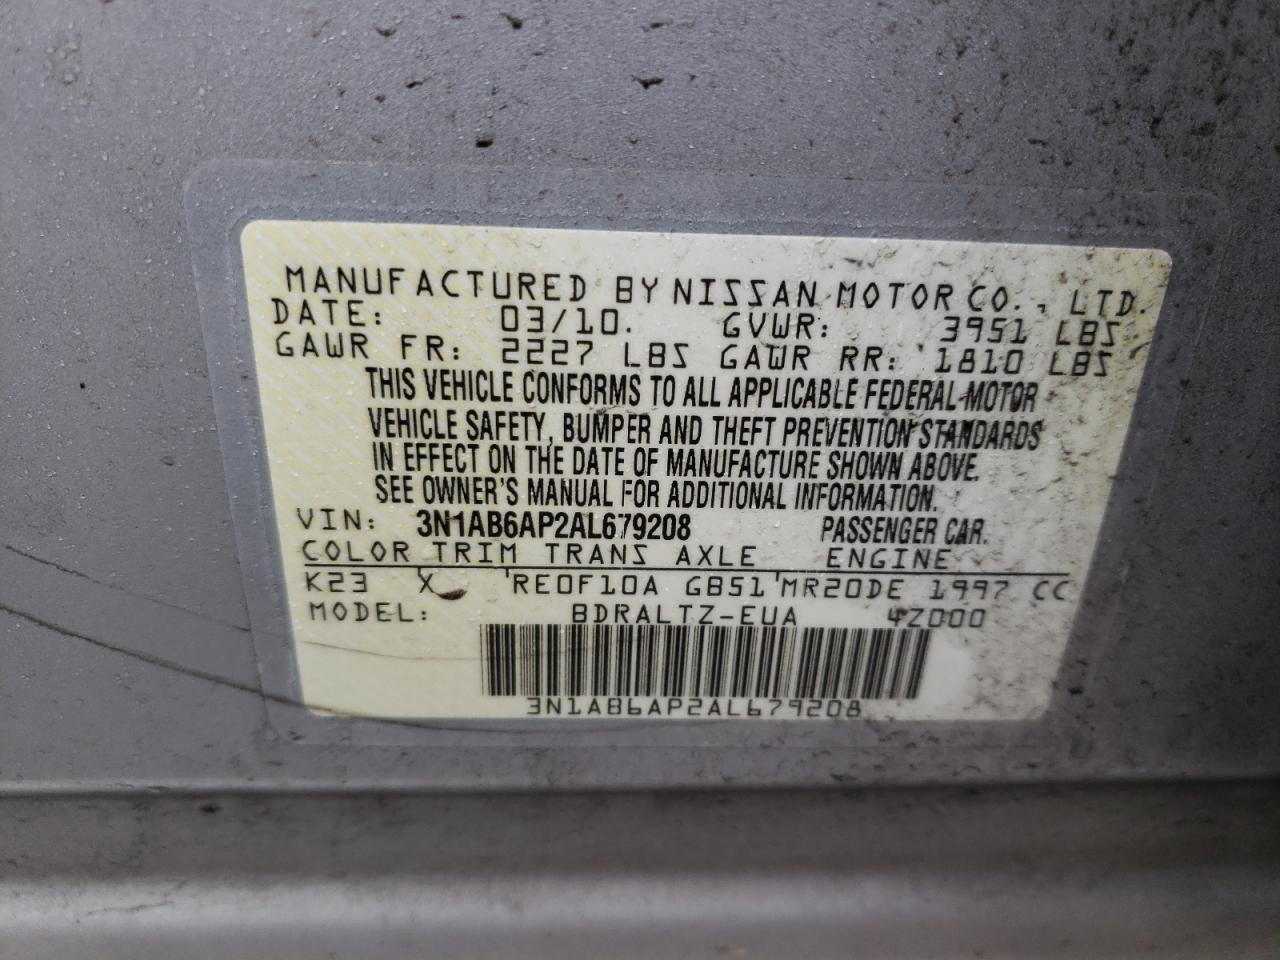 MANUFACTURED BY NISSAN MOTOR CO., LTD.
DATE: 03/10. GVWR: 3951 LBS
GAWR FR: 2227 LBS GAWR RR: 1810 LBS
THIS VEHICLE CONFORMS TO ALL APPLICABLE FEDERAL MOTOR
VEHICLE SAFETY, BUMPER AND THEFT PREVENTION STANDARDS
IN EFFECT ON THE DATE OF MANUFACTURE SHOWN ABOVE.
SEE OWNER'S MANUAL FOR ADDITIONAL INFORMATION.
VIN: 3N1AB6AP2AL679208 PASSENGER CAR.
COLOR TRIM TRANS AXLE ENGINE
K23 X RE0F10A GB51 MR20DE 1997 CC
MODEL: BDRALTZ-EUA 4Z000
3N1AB6AP2AL679208